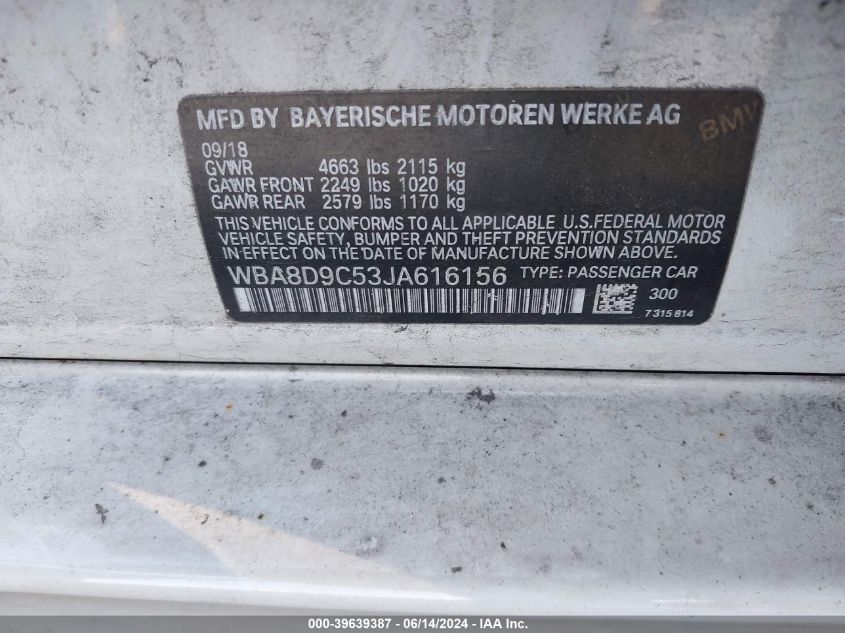 MFD BY BAYERISCHE MOTOREN WERKE AG
BMW
09/18
GVWR 4663 lbs 2115 kg
GAWR FRONT 2249 lbs 1020 kg
GAWR REAR 2579 lbs 1170 kg
THIS VEHICLE CONFORMS TO ALL APPLICABLE U.S.FEDERAL MOTOR
VEHICLE SAFETY, BUMPER AND THEFT PREVENTION STANDARDS
IN EFFECT ON THE DATE OF MANUFACTURE SHOWN ABOVE.
WBA8D9C53JA616156 TYPE: PASSENGER CAR
300
7315814
000-39639387 - 06/14/2024 - IAA Inc.